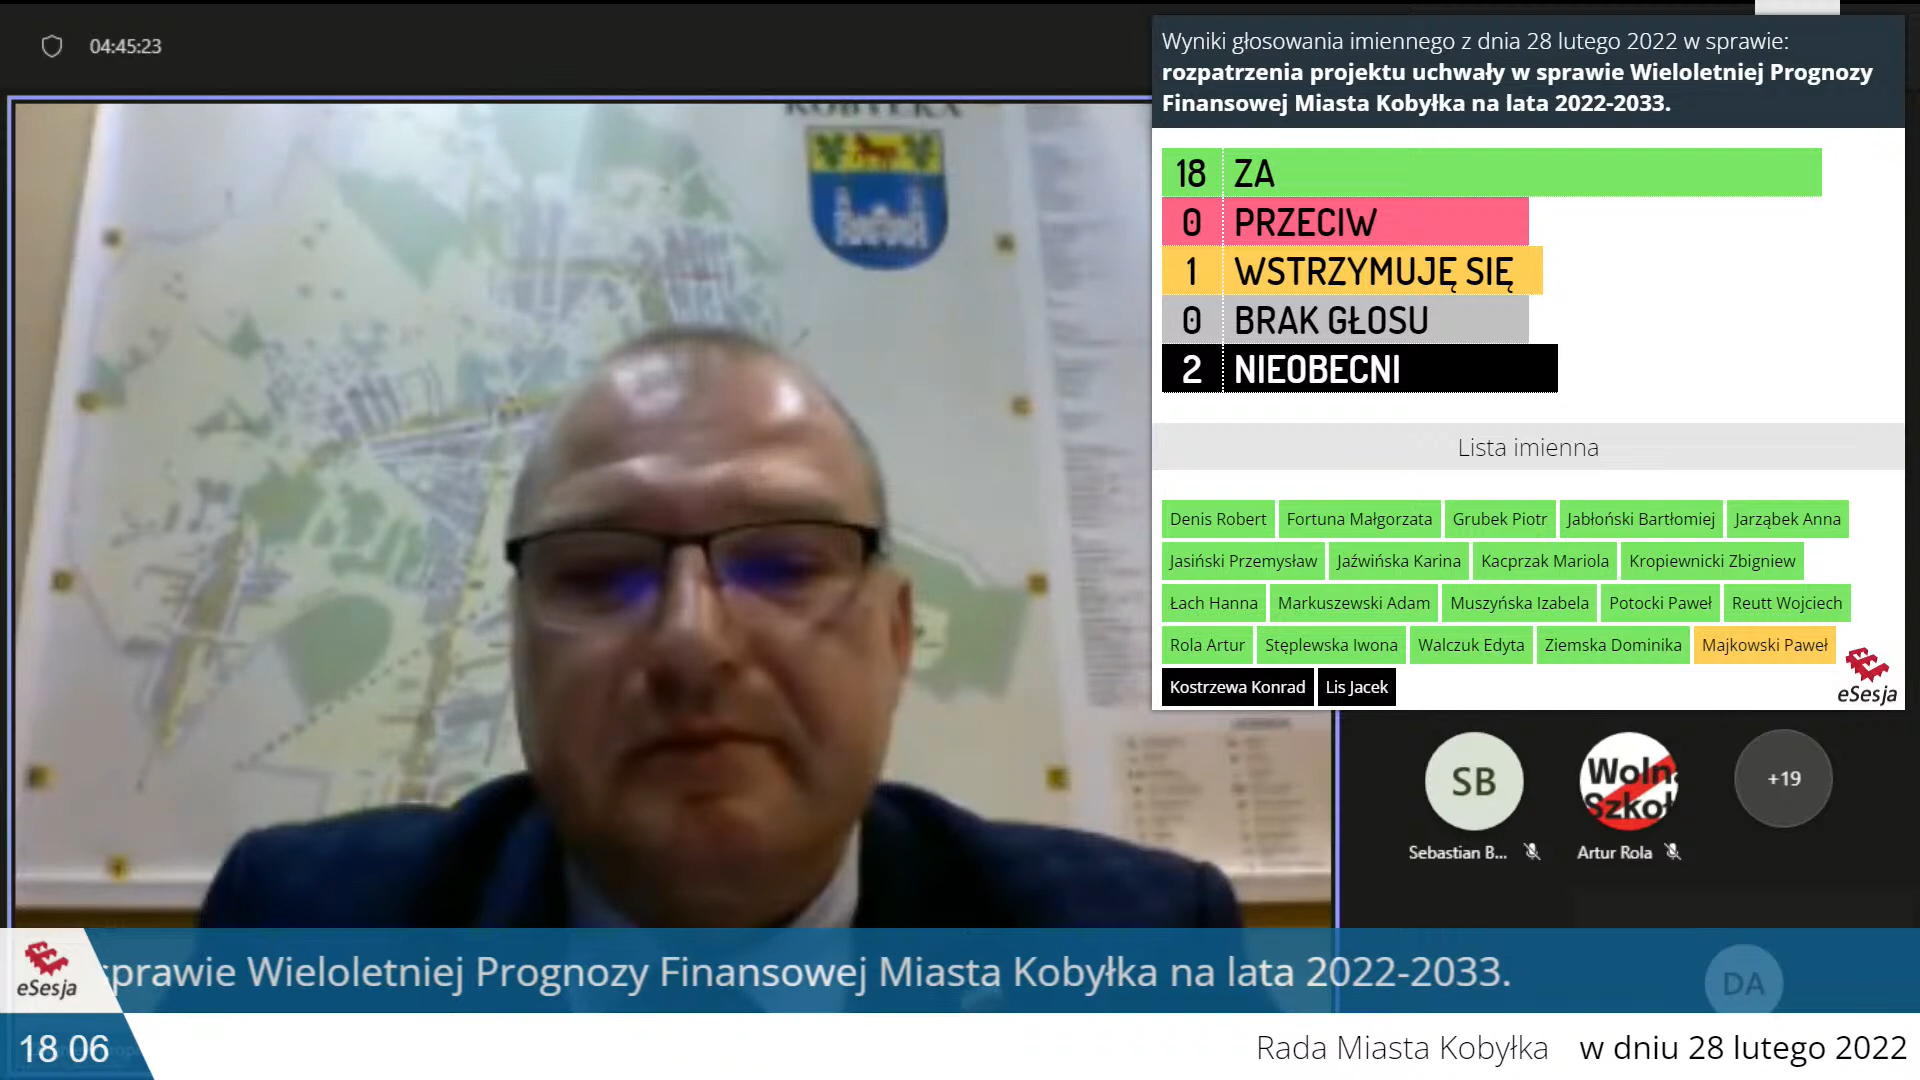 04:45:23
KOBYŁKA
Wyniki głosowania imiennego z dnia 28 lutego 2022 w sprawie:
rozpatrzenia projektu uchwały w sprawie Wieloletniej Prognozy
Finansowej Miasta Kobyłka na lata 2022-2033.
18 ZA
0 PRZECIW
1 WSTRZYMUJĘ SIĘ
0 BRAK GŁOSU
2 NIEOBECNI
Lista imienna
Denis Robert Fortuna Małgorzata Grubek Piotr Jabłoński Bartłomiej Jarząbek Anna
Jasiński Przemysław Jaźwińska Karina Kacprzak Mariola Kropiewnicki Zbigniew
Łach Hanna Markuszewski Adam Muszyńska Izabela Potocki Paweł Reutt Wojciech
Rola Artur Stęplewska Iwona Walczuk Edyta Ziemska Dominika Majkowski Paweł
Kostrzewa Konrad Lis Jacek
eSesja
SB
Woln
Szkoł
+19
Sebastian B... Artur Rola
eSesja
sprawie Wieloletniej Prognozy Finansowej Miasta Kobyłka na lata 2022-2033.
DA
18 06
Rada Miasta Kobyłka w dniu 28 lutego 2022